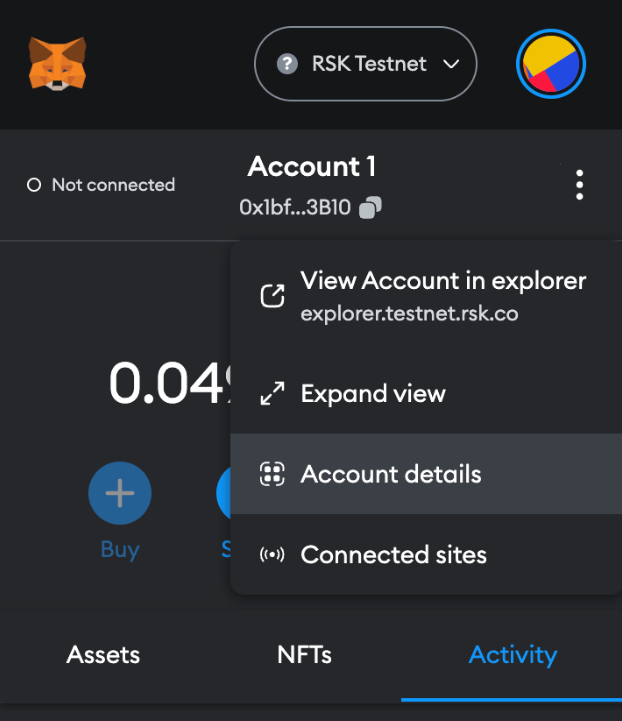 RSK Testnet
Not connected
Account 1
0x1bf...3B10
View Account in explorer
explorer.testnet.rsk.co
0.049
Expand view
Account details
Buy
S
Connected sites
Assets
NFTs
Activity